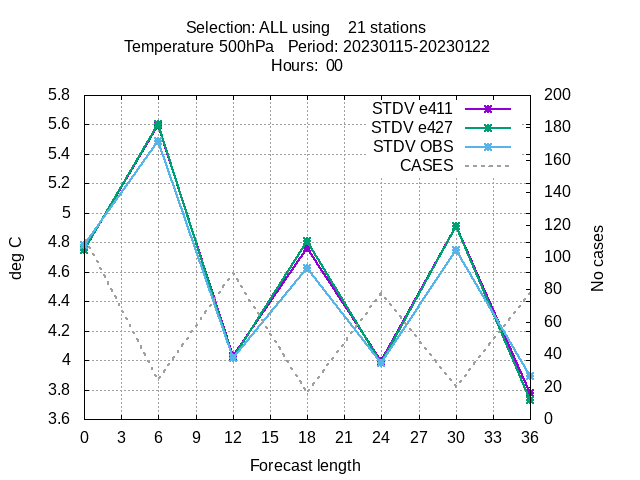 Selection: ALL using    21 stations
Temperature 500hPa   Period: 20230115-20230122
Hours:  00
5.8
5.6
5.4
5.2
5
4.8
4.6
4.4
4.2
4
3.8
3.6
deg C
STDV e411
STDV e427
STDV OBS
CASES
200
180
160
140
120
100
80
60
40
20
0
No cases
0 3 6 9 12 15 18 21 24 27 30 33 36
Forecast length